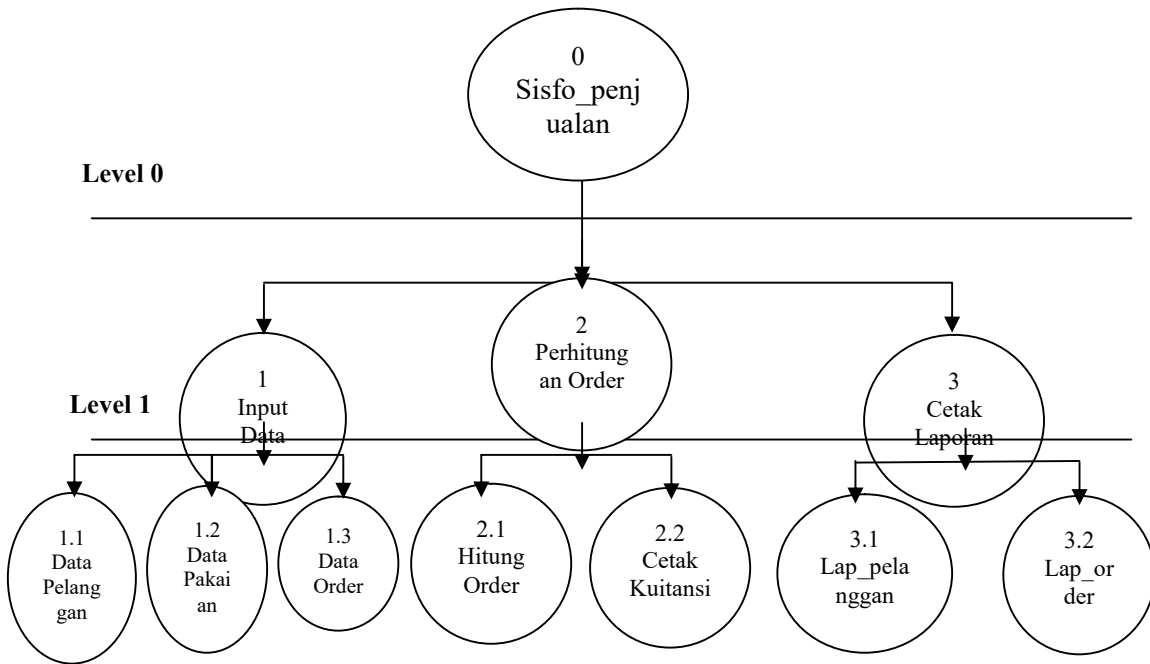 0
Sisfo_penj
ualan
Level 0
2
Perhitung
an Order
1
Input
Data
3
Cetak
Laporan
Level 1
1.1
Data
Pelang
gan
1.2
Data
Pakai
an
1.3
Data
Order
2.1
Hitung
Order
2.2
Cetak
Kuitansi
3.1
Lap_pela
nggan
3.2
Lap_or
der